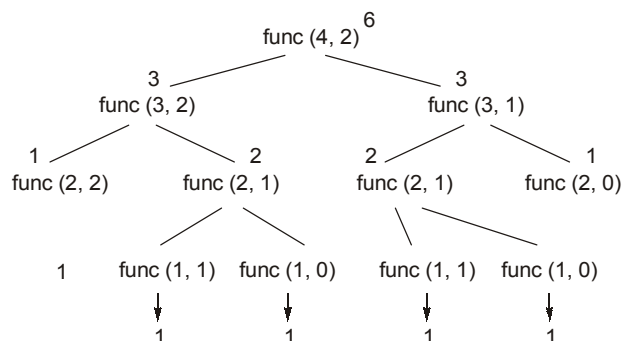 func (4, 2) 6
3 3
func (3, 2) func (3, 1)
1 2 2 1
func (2, 2) func (2, 1) func (2, 1) func (2, 0)
1 func (1, 1) func (1, 0) func (1, 1) func (1, 0)
1 1 1 1